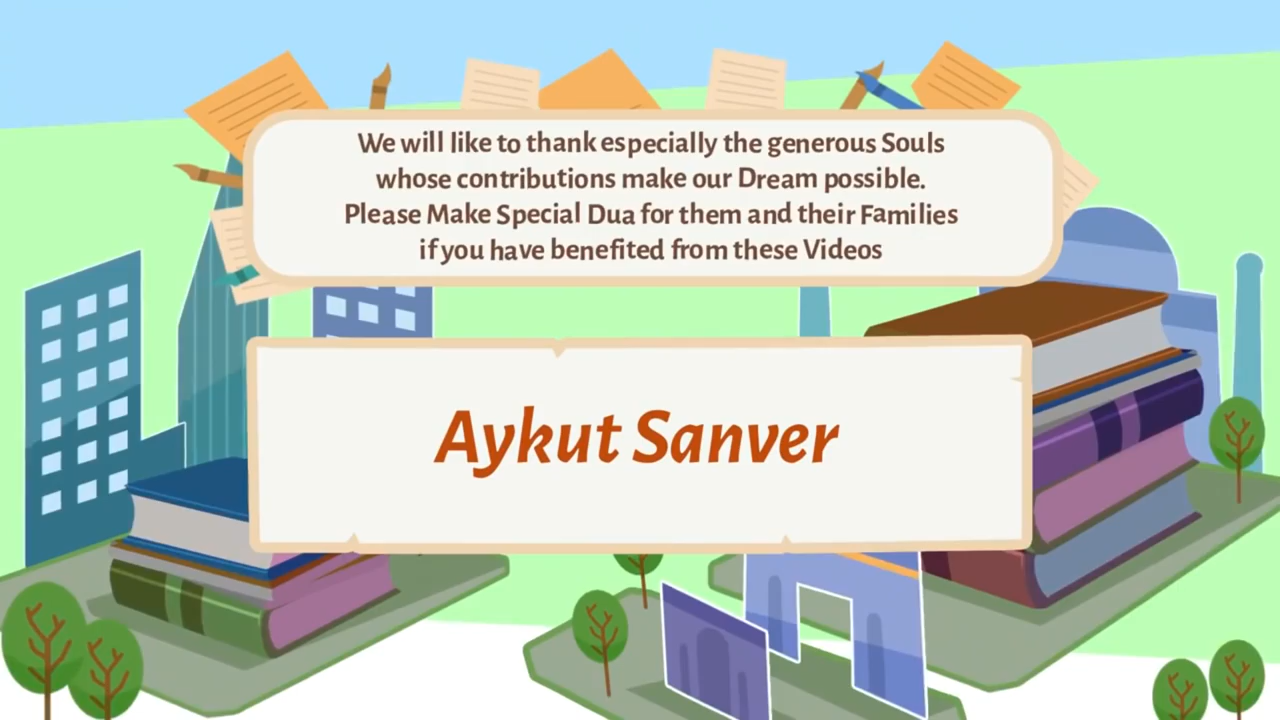 We will like to thank especially the generous Souls
whose contributions make our Dream possible.
Please Make Special Dua for them and their Families
if you have benefited from these Videos
Aykut Sanver